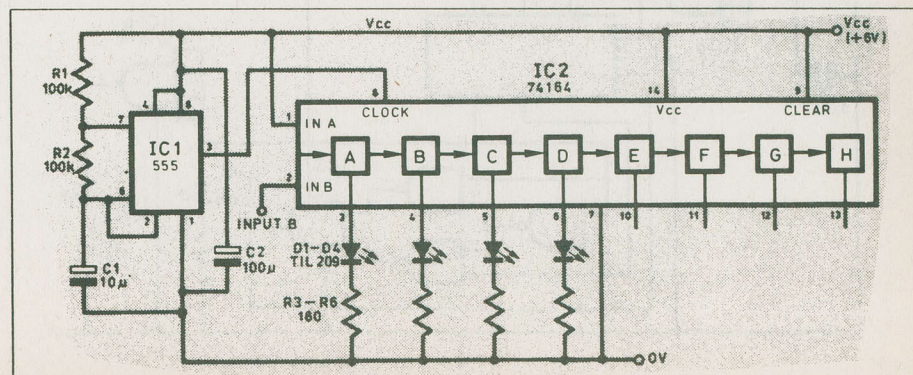 Vcc
Vcc
(+6V)
R1
100k
IC2
74164
4
8
8
14
9
CLOCK
Vcc
CLEAR
7
IC1
555
3
1
IN A
R2
100k
A
B
C
D
E
F
G
H
6
2
1
2
IN B
INPUT B
3
4
5
6
7
10
11
12
13
C1
10μ
C2
100μ
D1-D4
TIL 209
R3-R6
160
0V